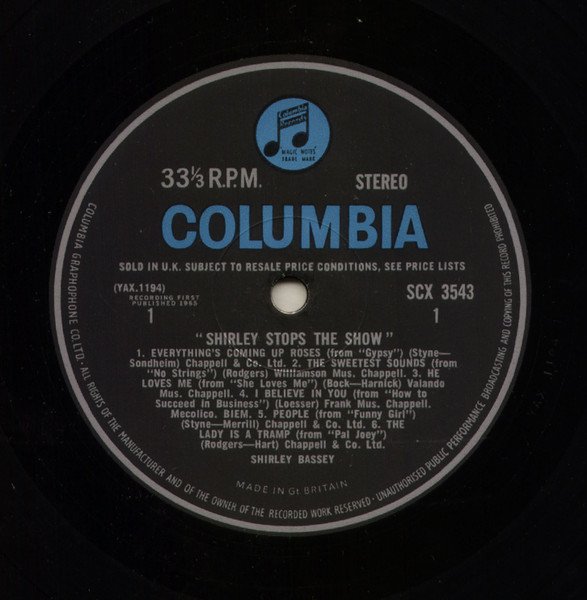 Columbia
Records
MAGIC NOTES
TRADE MARK
33⅓ R.P.M.
STEREO
COLUMBIA
SOLD IN U.K. SUBJECT TO RESALE PRICE CONDITIONS, SEE PRICE LISTS
(YAX.1194)
RECORDING FIRST
PUBLISHED 1965
1
SCX 3543
1
"SHIRLEY STOPS THE SHOW"
1. EVERYTHING'S COMING UP ROSES (from "Gypsy") (Styne—
Sondheim) Chappell & Co. Ltd. 2. THE SWEETEST SOUNDS (from
"No Strings") (Rodgers) Williamson Mus. Chappell. 3. HE
LOVES ME (from "She Loves Me") (Bock—Harnick) Valando
Mus. Chappell. 4. I BELIEVE IN YOU (from "How to
Succeed in Business") (Loesser) Frank Mus. Chappell.
Mecolico. BIEM. 5. PEOPLE (from "Funny Girl")
(Styne—Merrill) Chappell & Co. Ltd. 6. THE
LADY IS A TRAMP (from "Pal Joey")
(Rodgers—Hart) Chappell & Co. Ltd.
SHIRLEY BASSEY
MADE IN Gt BRITAIN
COLUMBIA GRAPHOPHONE CO.LTD. · ALL RIGHTS OF THE MANUFACTURER AND OF THE OWNER OF THE RECORDED WORK RESERVED · UNAUTHORISED PUBLIC PERFORMANCE BROADCASTING AND COPYING OF THIS RECORD PROHIBITED